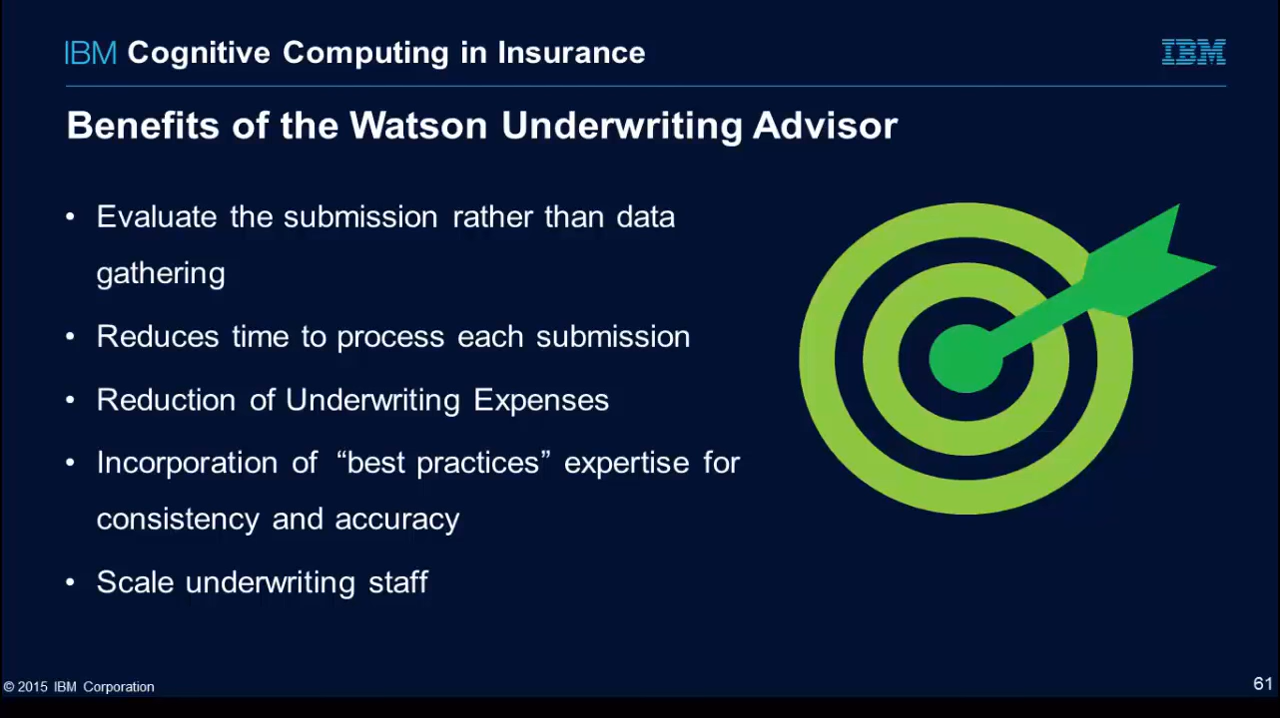 IBM Cognitive Computing in Insurance
IBM
Benefits of the Watson Underwriting Advisor
• Evaluate the submission rather than data
gathering
• Reduces time to process each submission
• Reduction of Underwriting Expenses
• Incorporation of “best practices” expertise for
consistency and accuracy
• Scale underwriting staff
© 2015 IBM Corporation
61